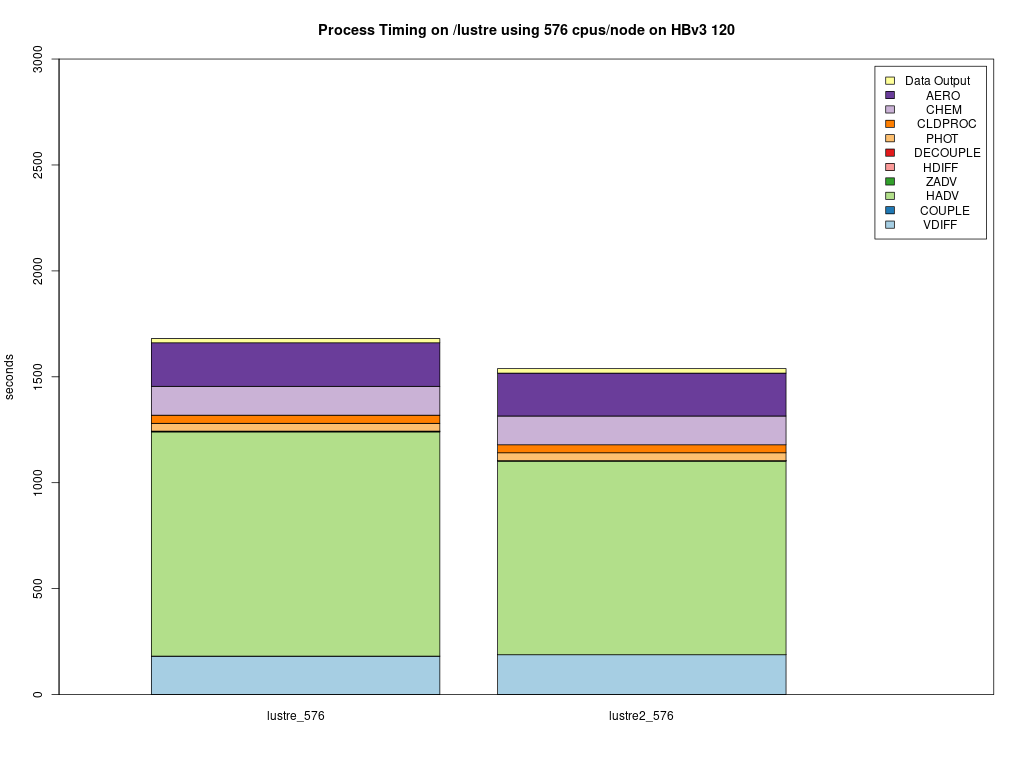 Process Timing on /lustre using 576 cpus/node on HBv3 120
3000
2500
2000
1500
1000
500
0
seconds
Data Output
AERO
CHEM
CLDPROC
PHOT
DECOUPLE
HDIFF
ZADV
HADV
COUPLE
VDIFF
lustre_576
lustre2_576